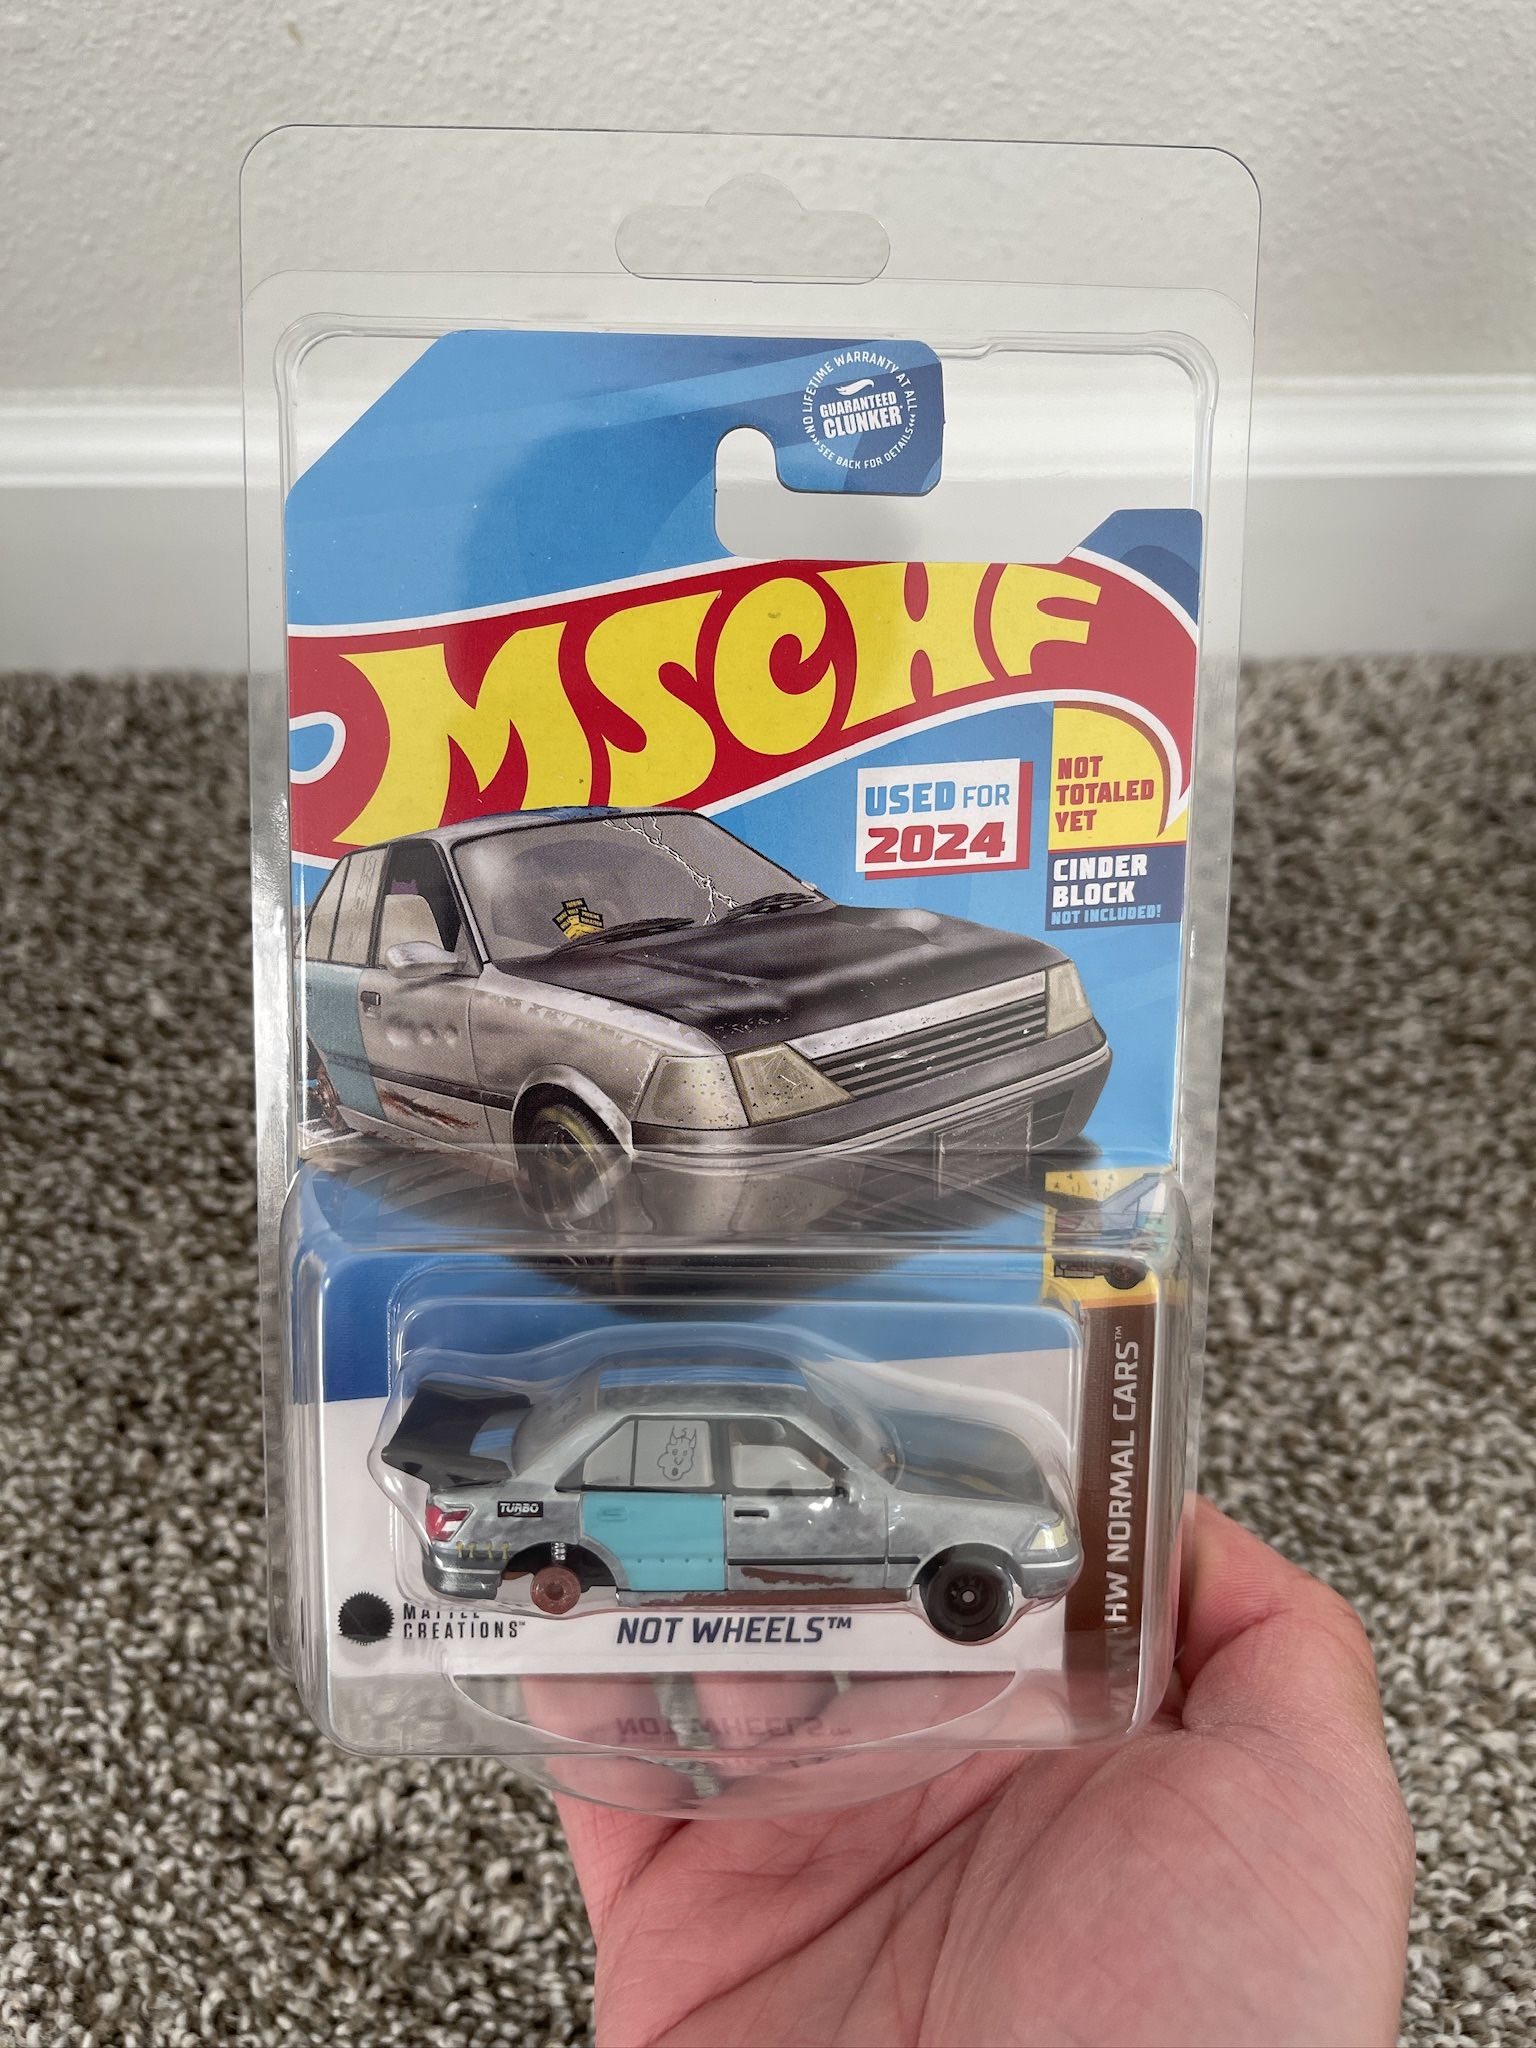 NO LIFETIME WARRANTY AT ALL
GUARANTEED
CLUNKER
SEE BACK FOR DETAILS
MSCHF
USED FOR
2024
NOT
TOTALED
YET
CINDER
BLOCK
NOT INCLUDED!
HW NORMAL CARS™
TURBO
MATTEL
CREATIONS™
NOT WHEELS™